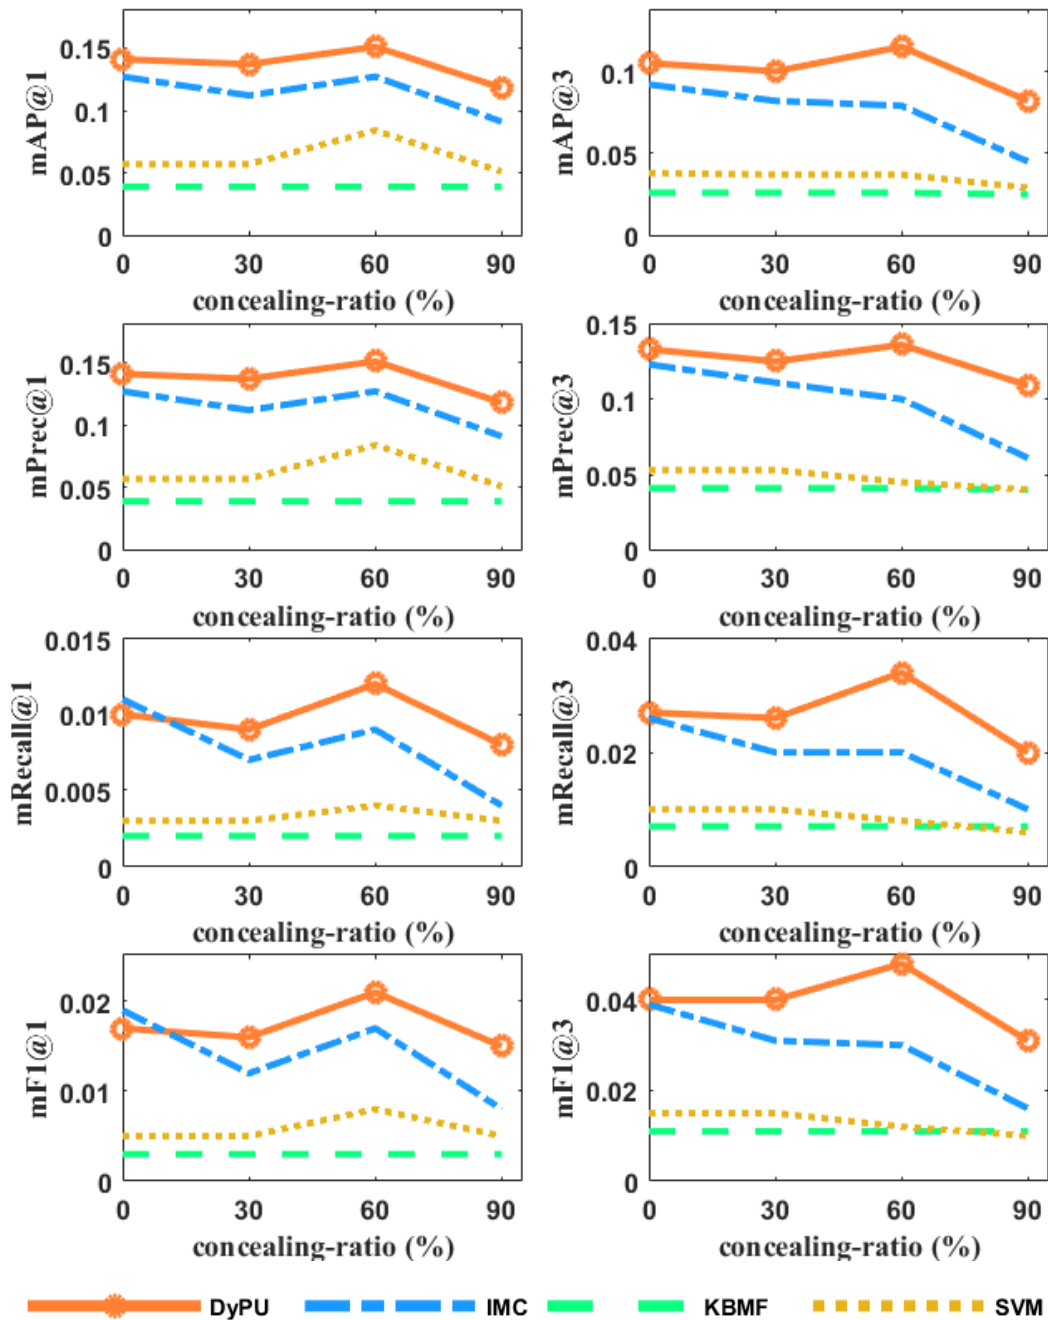 mAP@1
0.15
0.1
0.05
0
0 30 60 90
concealing-ratio (%)
mAP@3
0.1
0.05
0
0 30 60 90
concealing-ratio (%)
mPrec@1
0.15
0.1
0.05
0
0 30 60 90
concealing-ratio (%)
mPrec@3
0.15
0.1
0.05
0
0 30 60 90
concealing-ratio (%)
mRecall@1
0.015
0.01
0.005
0
0 30 60 90
concealing-ratio (%)
mRecall@3
0.04
0.02
0
0 30 60 90
concealing-ratio (%)
mF1@1
0.02
0.01
0
0 30 60 90
concealing-ratio (%)
mF1@3
0.04
0.02
0
0 30 60 90
concealing-ratio (%)
DyPU IMC KBMF SVM